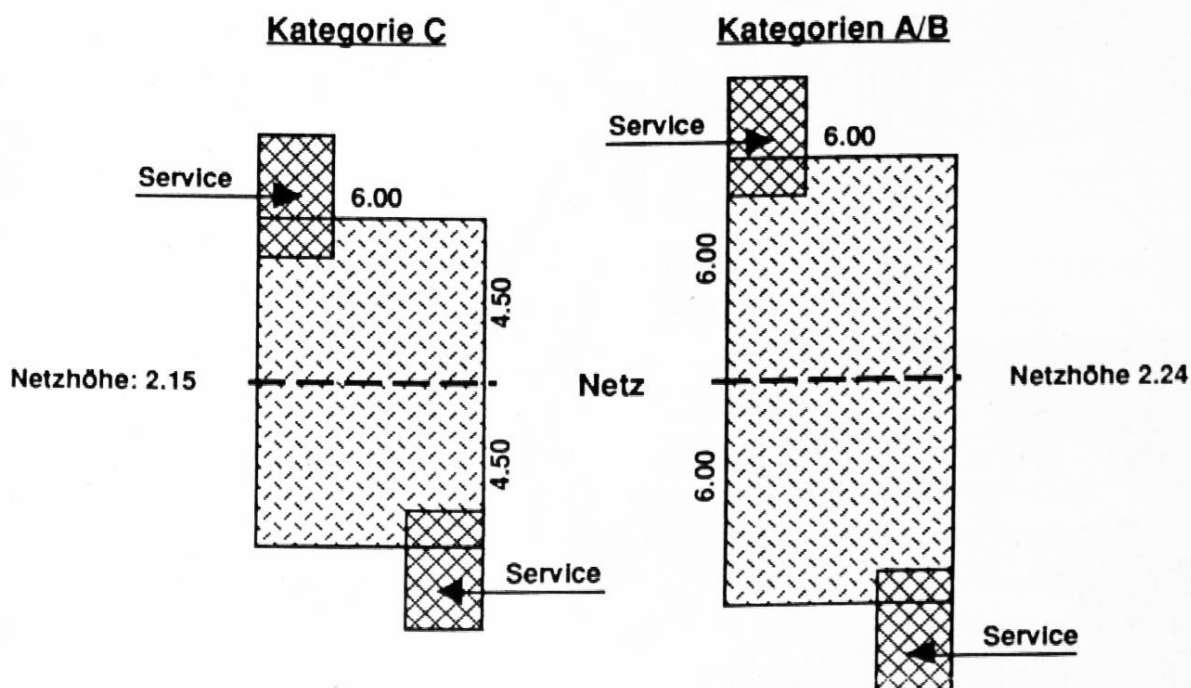 Kategorie C
Kategorien A/B
Service
6.00
Service
6.00
4.50
6.00
Netzhöhe: 2.15
Netz
Netzhöhe 2.24
4.50
6.00
Service
Service